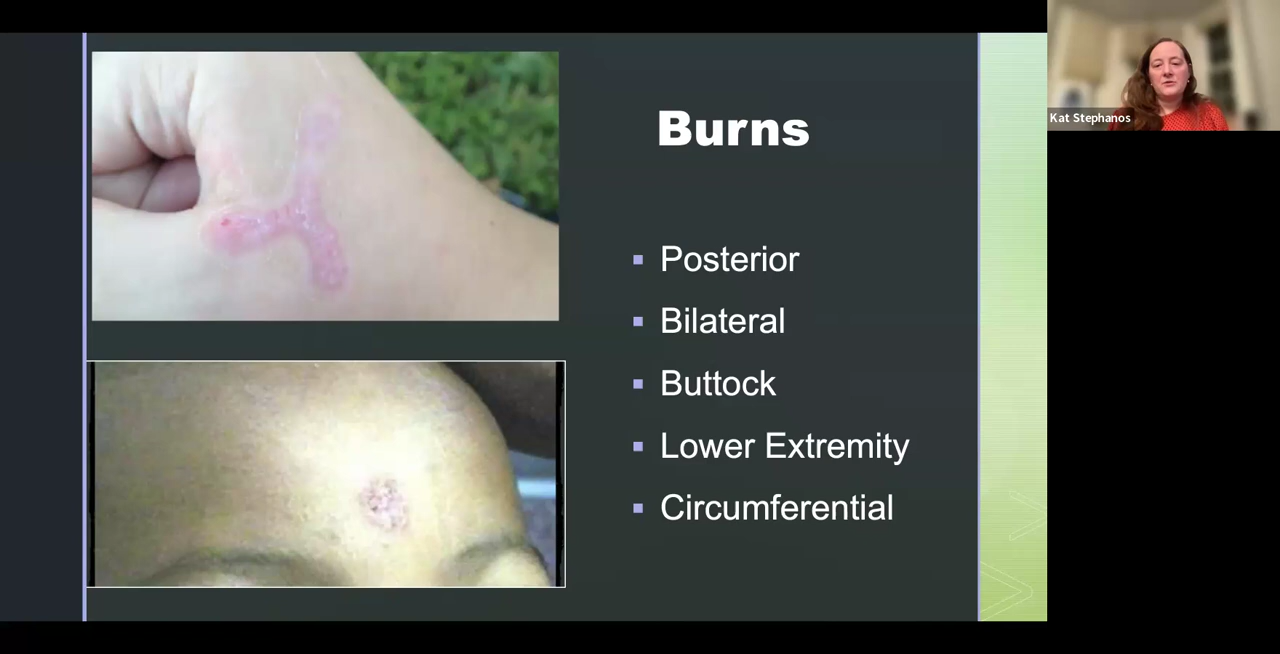 Kat Stephanos
Burns
Posterior
Bilateral
Buttock
Lower Extremity
Circumferential